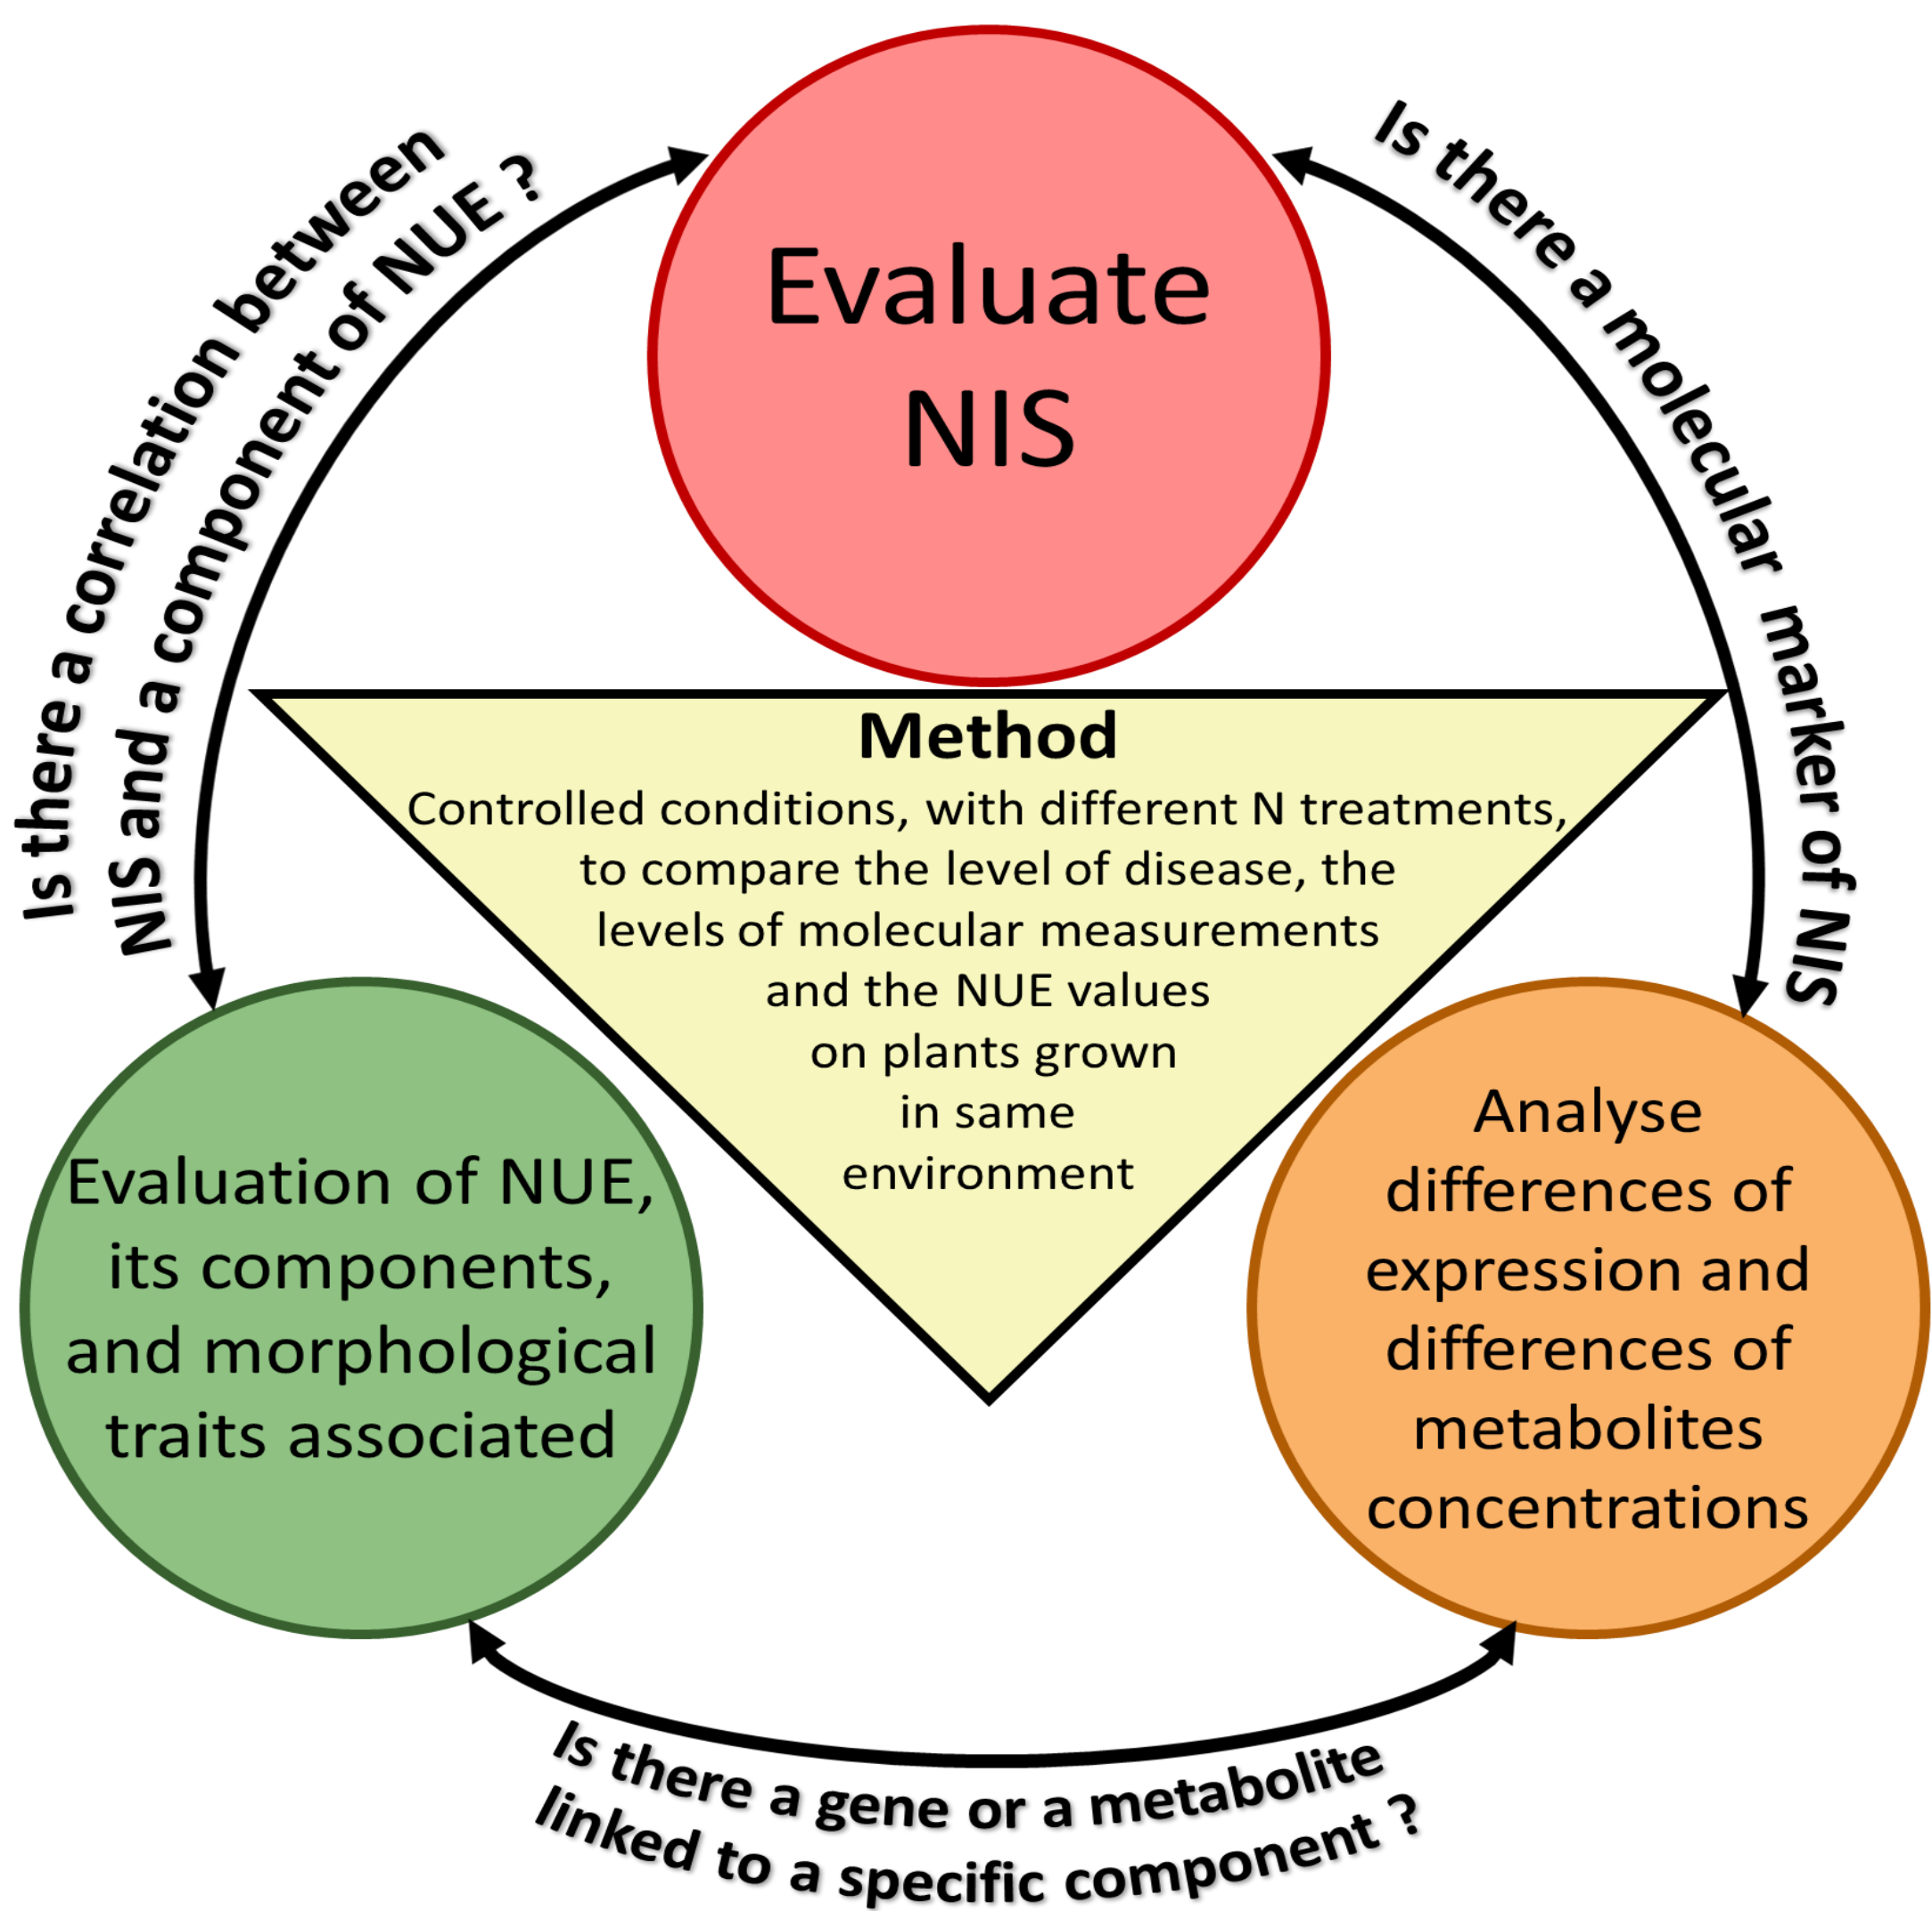 Evaluate
NIS
Is there a correlation between
NIS and a component of NUE ?
Is there a molecular marker of NIS
Method
Controlled conditions, with different N treatments,
to compare the level of disease, the
levels of molecular measurements
and the NUE values
on plants grown
in same
environment
Evaluation of NUE,
its components,
and morphological
traits associated
Analyse
differences of
expression and
differences of
metabolites
concentrations
Is there a gene or a metabolite
linked to a specific component ?